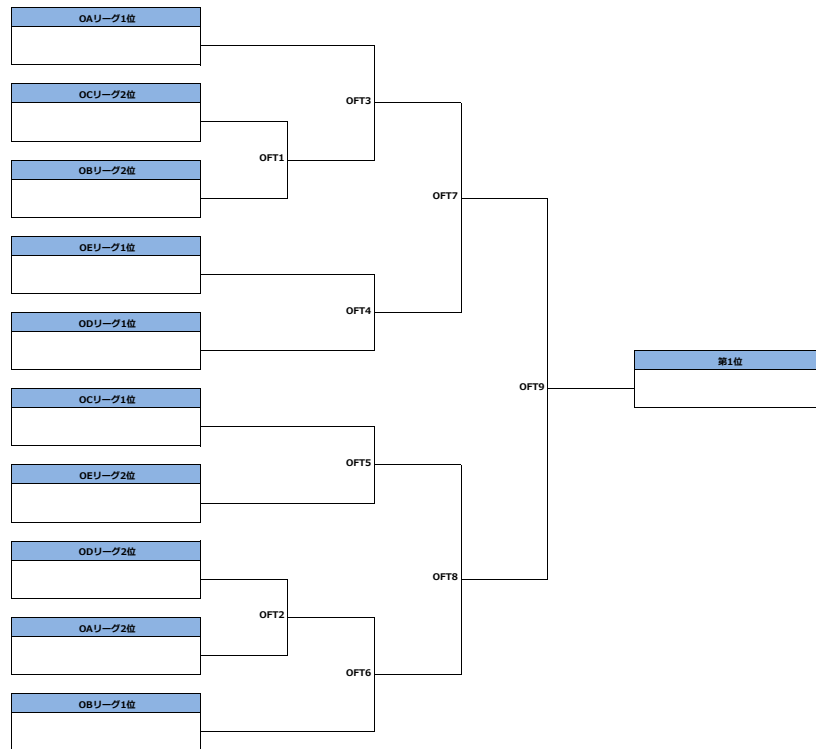 OAリーグ1位
OCリーグ2位
OFT3
OFT1
OBリーグ2位
OFT7
OEリーグ1位
OFT4
ODリーグ1位
第1位
OFT9
OCリーグ1位
OFT5
OEリーグ2位
ODリーグ2位
OFT8
OFT2
OAリーグ2位
OFT6
OBリーグ1位